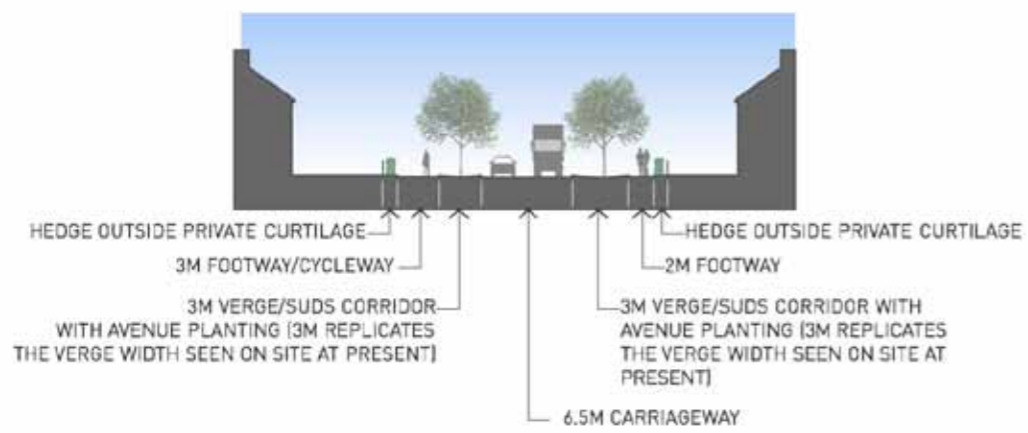 HEDGE OUTSIDE PRIVATE CURTILAGE
3M FOOTWAY/CYCLEWAY
3M VERGE/SUDS CORRIDOR
WITH AVENUE PLANTING (3M REPLICATES
THE VERGE WIDTH SEEN ON SITE AT PRESENT)
6.5M CARRIAGEWAY
HEDGE OUTSIDE PRIVATE CURTILAGE
2M FOOTWAY
3M VERGE/SUDS CORRIDOR WITH
AVENUE PLANTING (3M REPLICATES
THE VERGE WIDTH SEEN ON SITE AT
PRESENT)